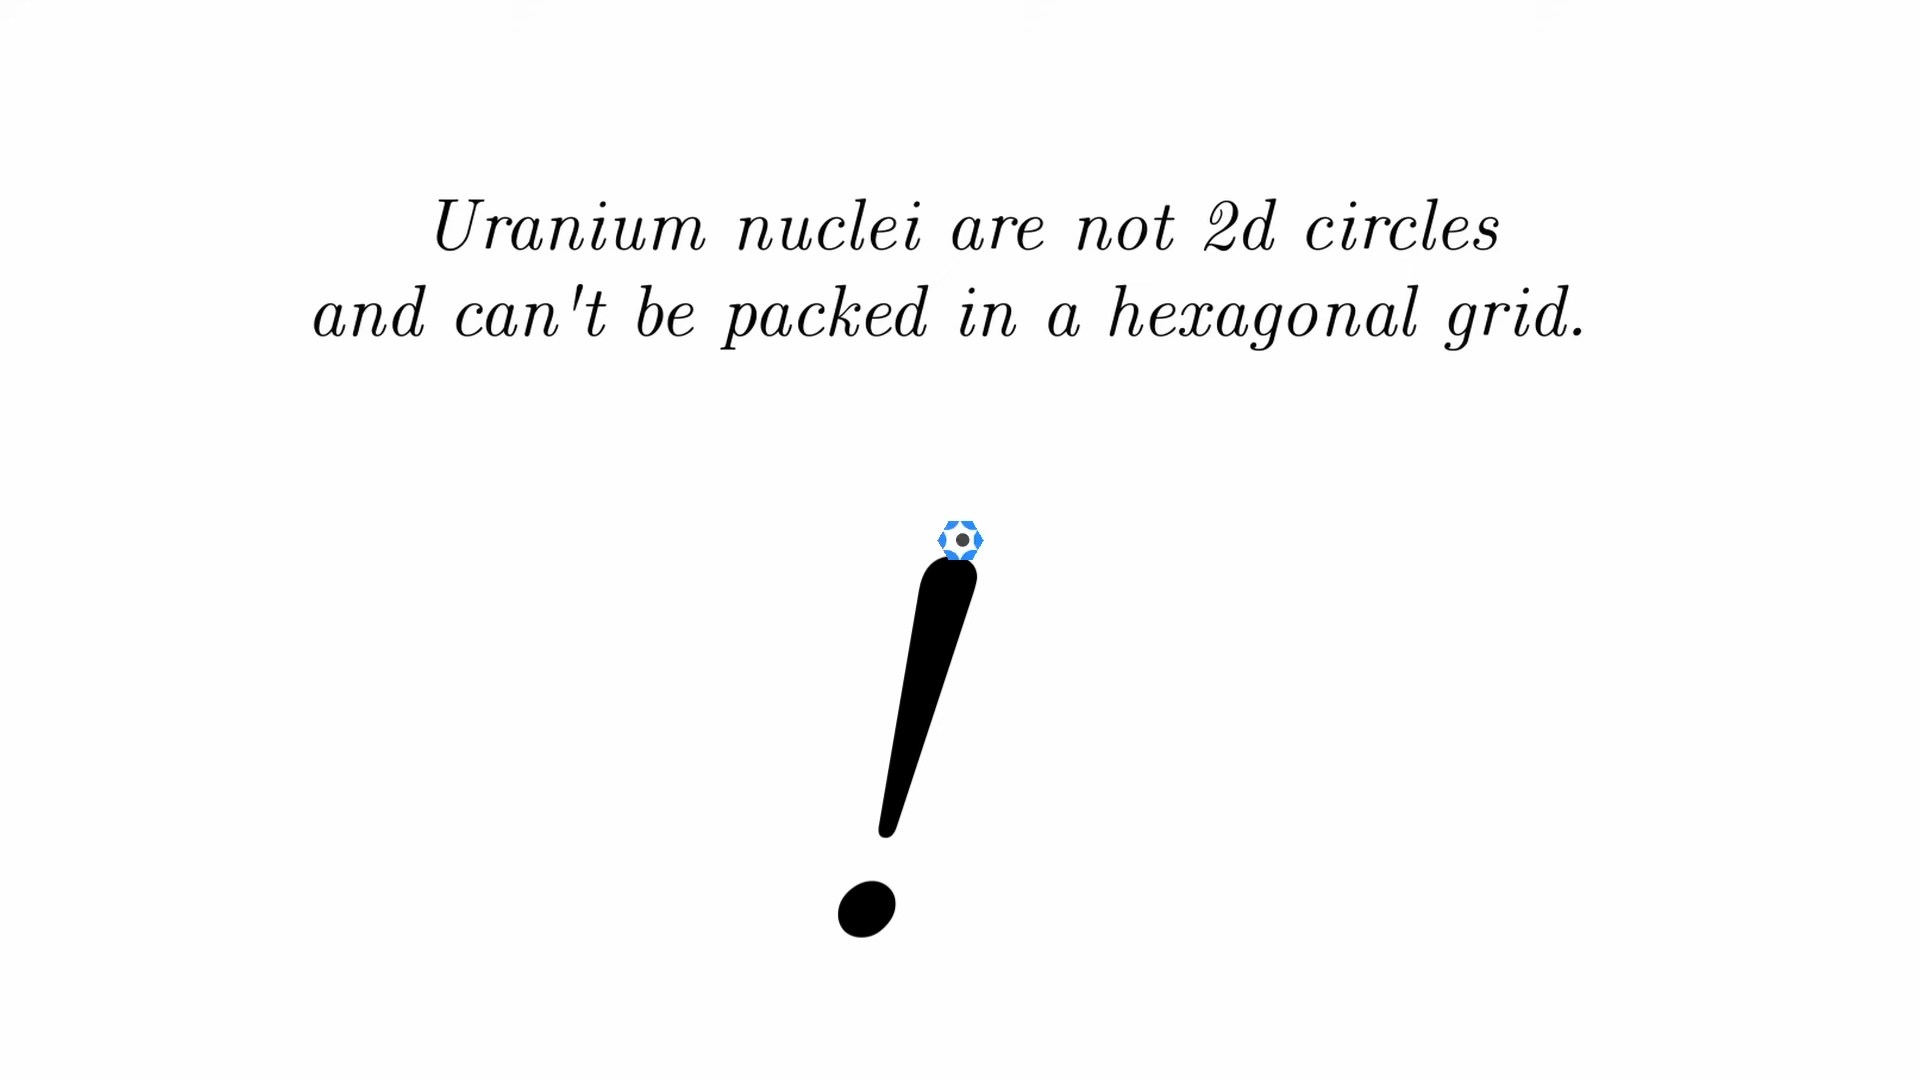 Uranium nuclei are not 2d circles
and can't be packed in a hexagonal grid.
!